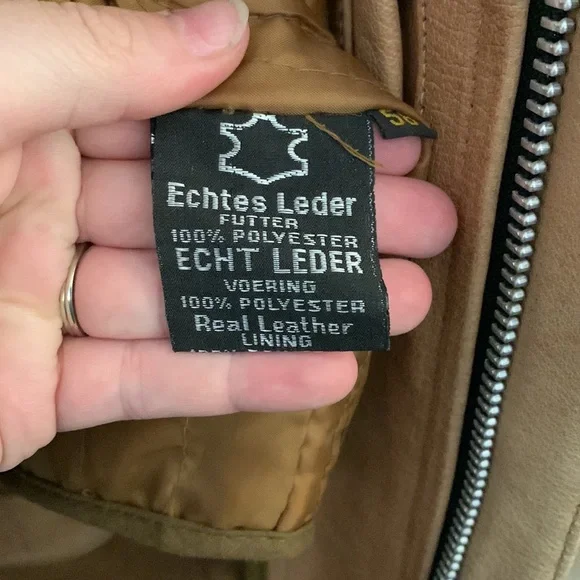 Echtes Leder
FUTTER
100% POLYESTER
ECHT LEDER
VOERING
100% POLYESTER
Real Leather
LINING